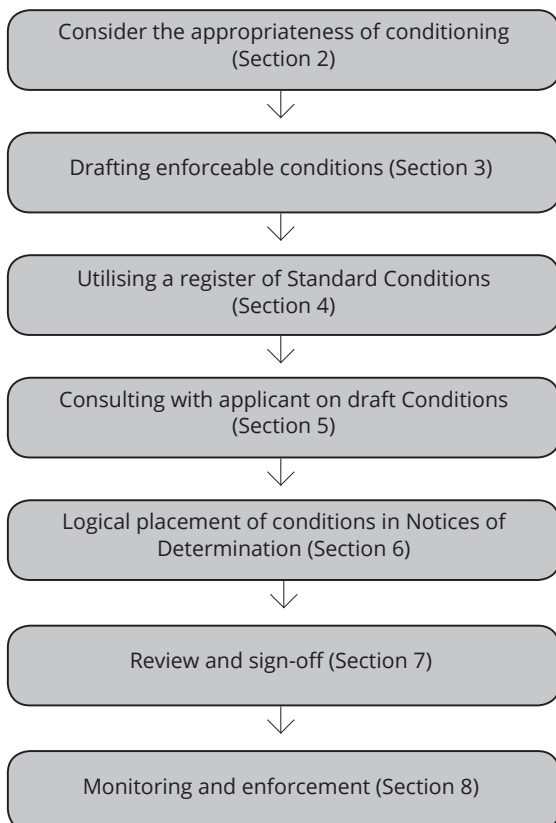 Consider the appropriateness of conditioning
(Section 2)
Drafting enforceable conditions (Section 3)
Utilising a register of Standard Conditions
(Section 4)
Consulting with applicant on draft Conditions
(Section 5)
Logical placement of conditions in Notices of
Determination (Section 6)
Review and sign-off (Section 7)
Monitoring and enforcement (Section 8)